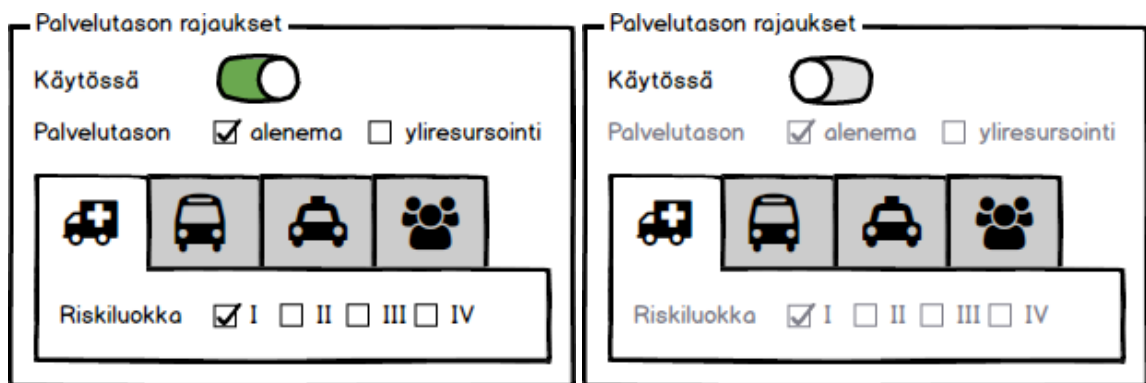 Palvelutason rajaukset
Käytössä
Palvelutason alenema yliresursointi
Riskiluokka I II III IV
Palvelutason rajaukset
Käytössä
Palvelutason alenema yliresursointi
Riskiluokka I II III IV